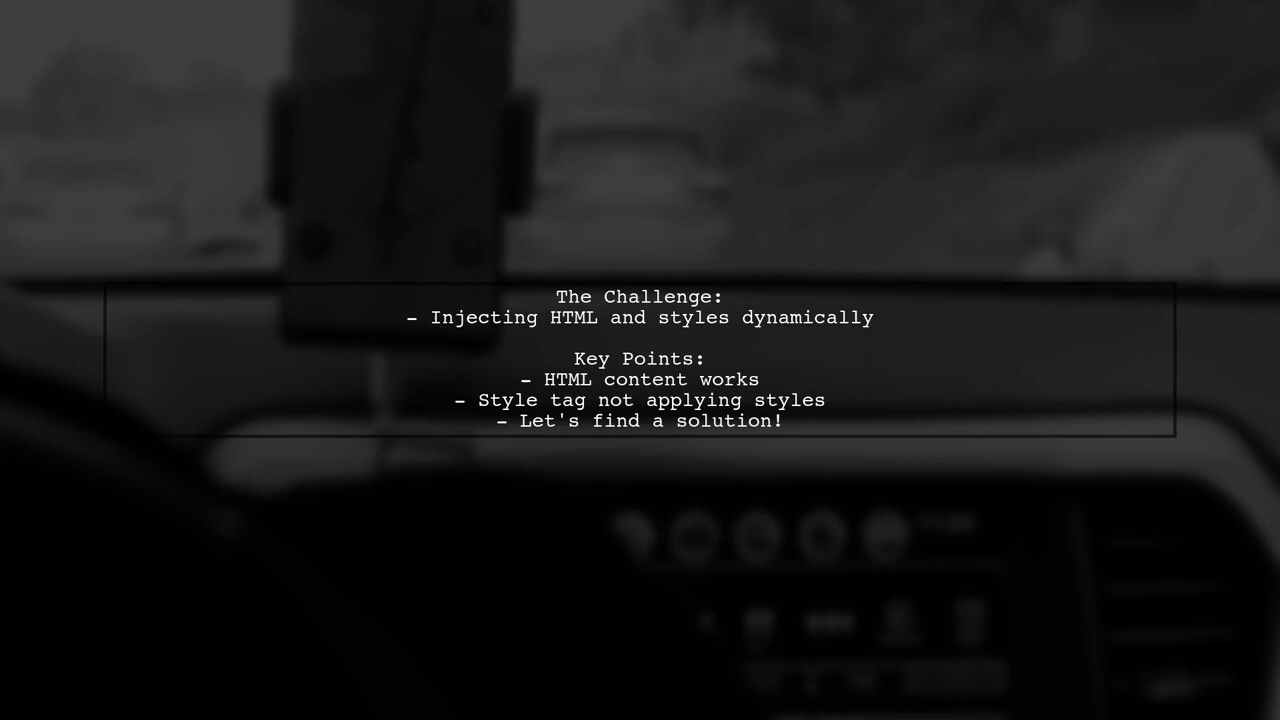 The Challenge:
- Injecting HTML and styles dynamically
Key Points:
- HTML content works
- Style tag not applying styles
- Let's find a solution!